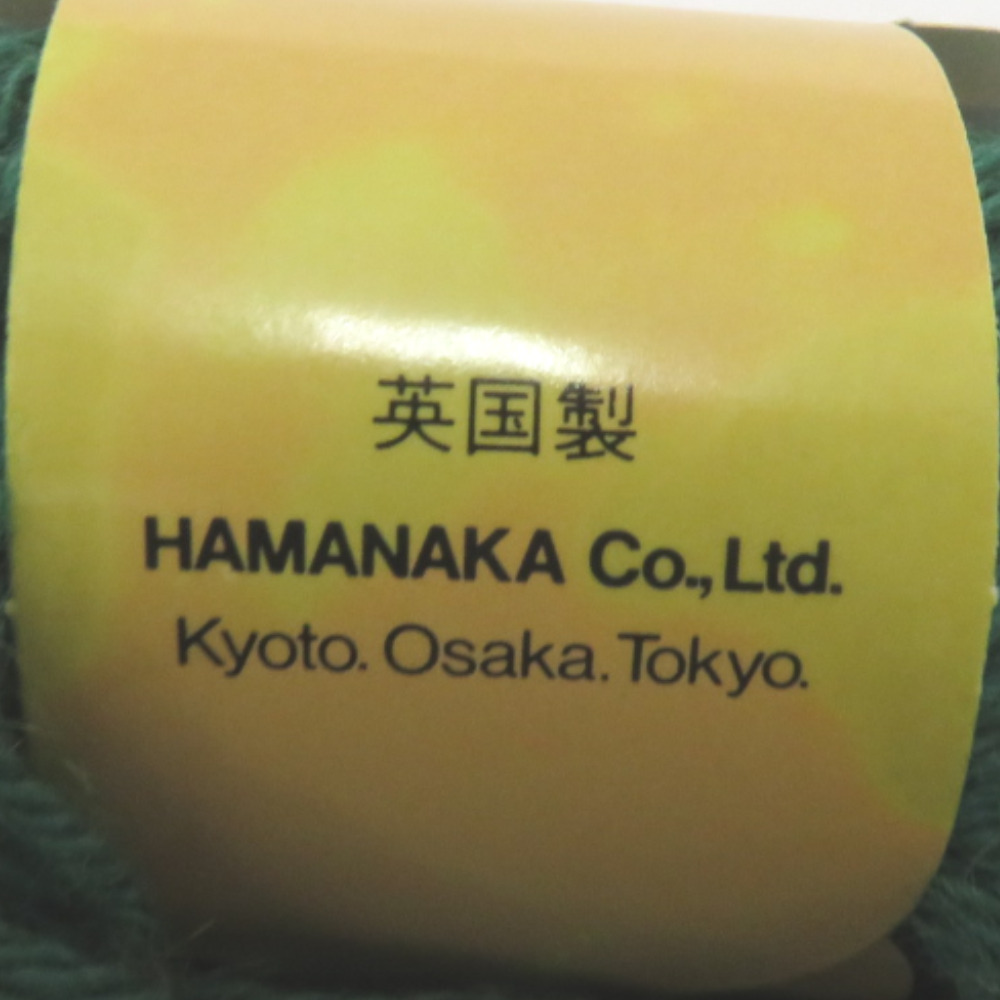 英国製
HAMANAKA Co.,Ltd.
Kyoto. Osaka. Tokyo.